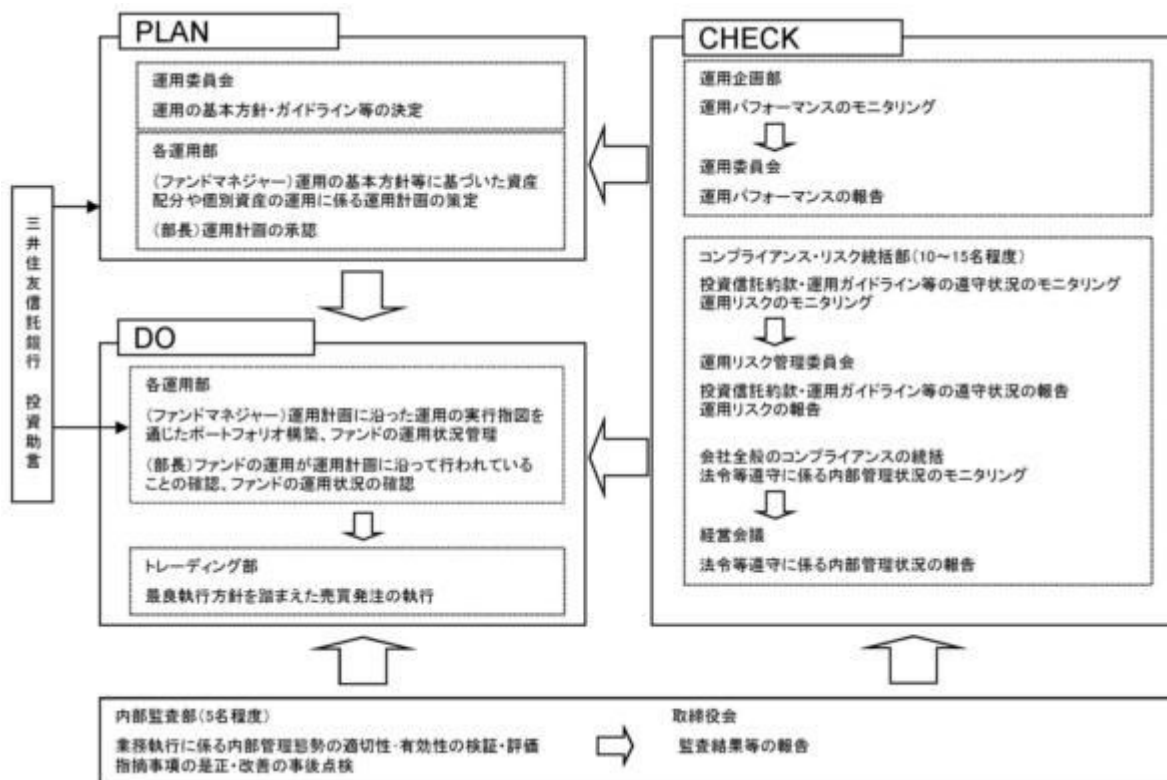 PLAN
運用委員会
運用の基本方針・ガイドライン等の決定
各運用部
(ファンドマネジャー)運用の基本方針等に基づいた資産
配分や個別資産の運用に係る運用計画の策定
(部長)運用計画の承認
三井住友信託銀行 投資助言
DO
各運用部
(ファンドマネジャー)運用計画に沿った運用の実行指図を
通じたポートフォリオ構築、ファンドの運用状況管理
(部長)ファンドの運用が運用計画に沿って行われている
ことの確認、ファンドの運用状況の確認
トレーディング部
最良執行方針を踏まえた売買発注の執行
CHECK
運用企画部
運用パフォーマンスのモニタリング
運用委員会
運用パフォーマンスの報告
コンプライアンス・リスク統括部(10~15名程度)
投資信託約款・運用ガイドライン等の遵守状況のモニタリング
運用リスクのモニタリング
運用リスク管理委員会
投資信託約款・運用ガイドライン等の遵守状況の報告
運用リスクの報告
会社全般のコンプライアンスの統括
法令等遵守に係る内部管理状況のモニタリング
経営会議
法令等遵守に係る内部管理状況の報告
内部監査部(5名程度)
業務執行に係る内部管理態勢の適切性・有効性の検証・評価
指摘事項の是正・改善の事後点検
取締役会
監査結果等の報告